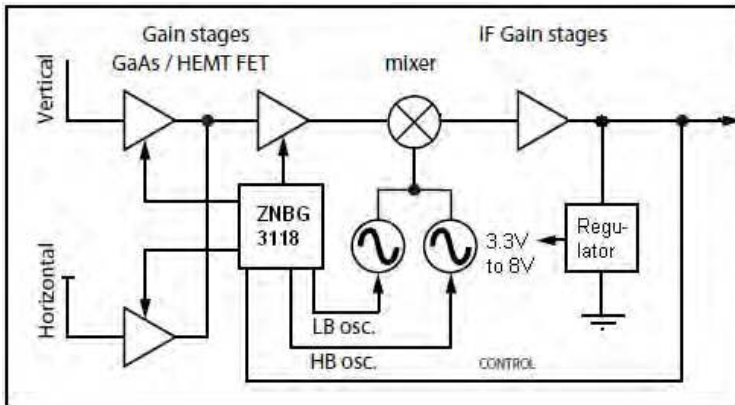 Gain stages
GaAs / HEMT FET
IF Gain stages
mixer
Vertical
Horizontal
ZNBG
3118
3.3V
to 8V
Regu-
lator
LB osc.
HB osc.
CONTROL